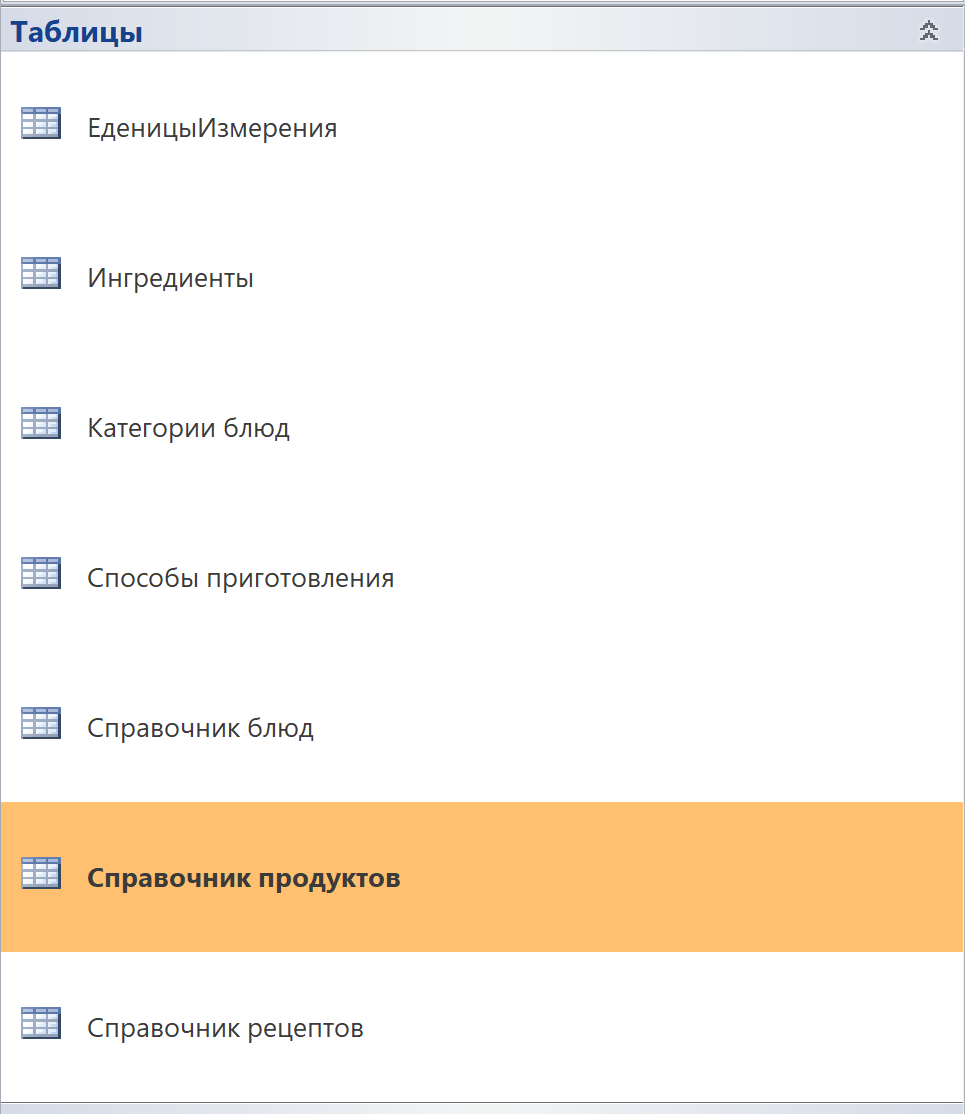 Таблицы
ЕденицыИзмерения
Ингредиенты
Категории блюд
Способы приготовления
Справочник блюд
Справочник продуктов
Справочник рецептов